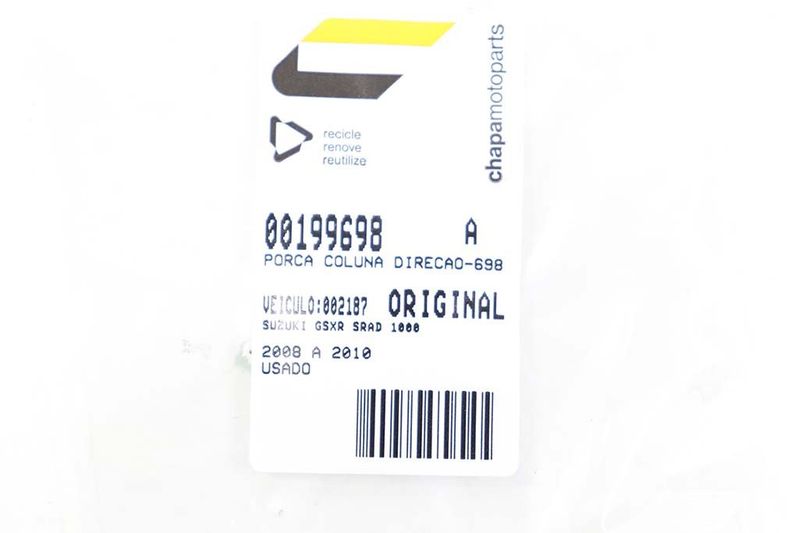 chapamotoparts
recicle
renove
reutilize
00199698 A
PORCA COLUNA DIRECAO-698
VEICULO:002187 ORIGINAL
SUZUKI GSXR SRAD 1000
2008 A 2010
USADO